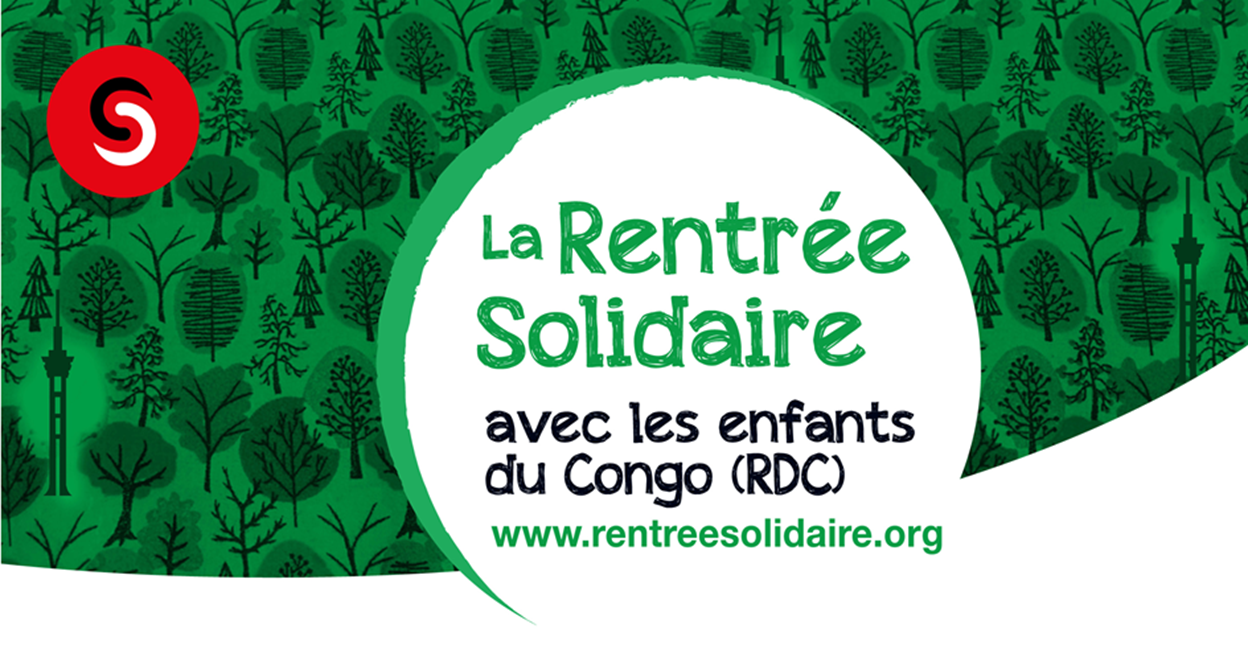 La Rentrée
Solidaire
avec les enfants
du Congo (RDC)
www.rentreesolidaire.org